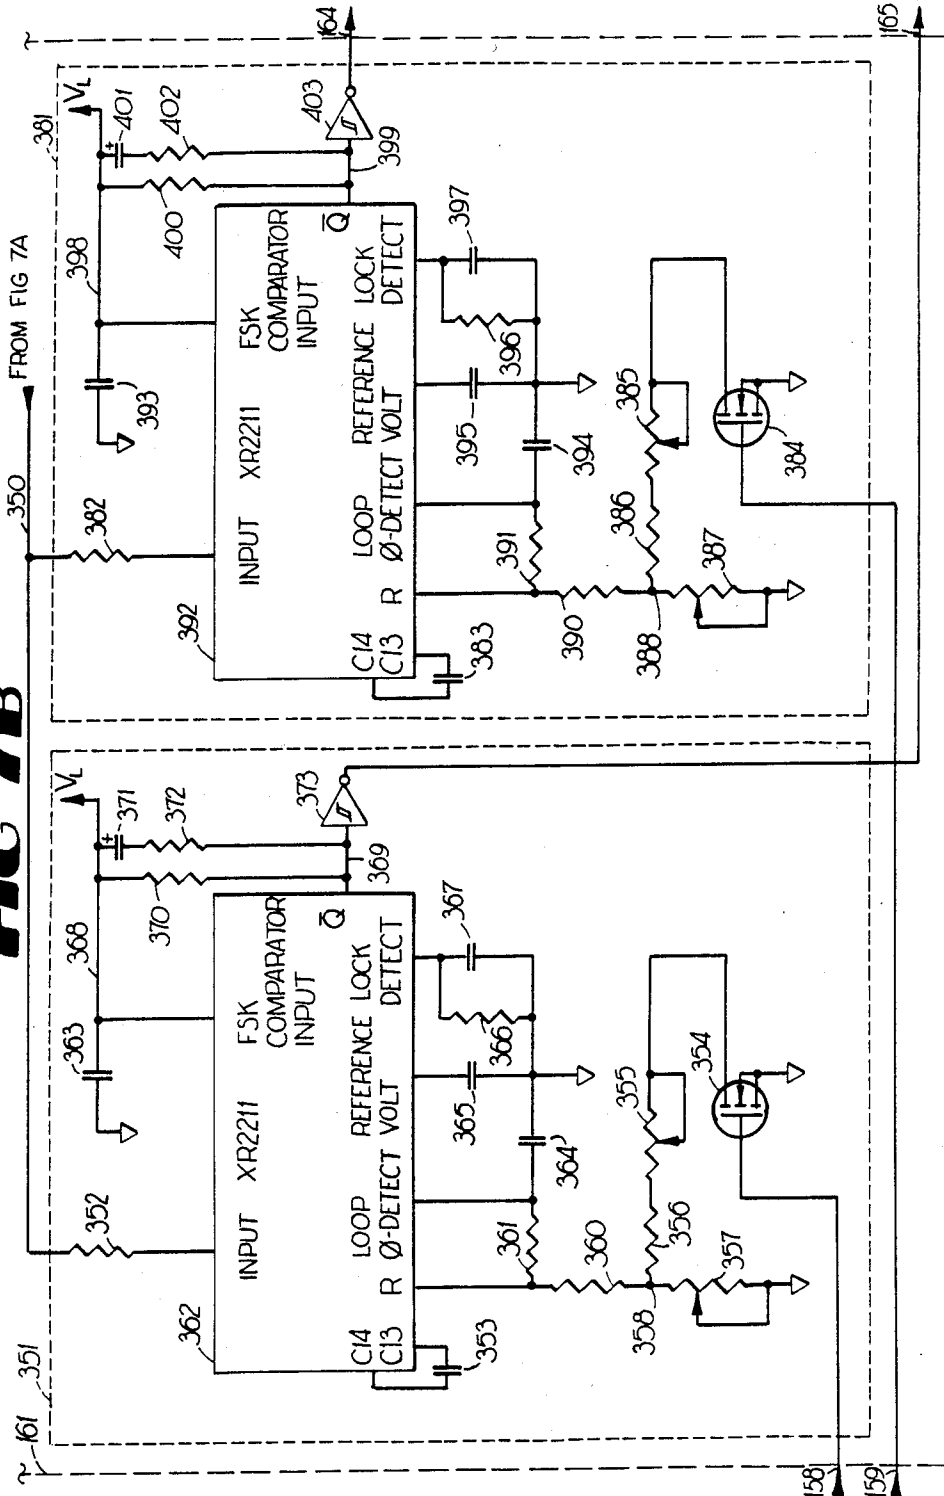 FIG 7B
FROM FIG 7A
350
381
VL
401
402
398
400
393
382
403
164
165
399
392
INPUT XR2211
FSK
COMPARATOR
INPUT
Q̅
C14
C13
R
LOOP
Ø-DETECT
REFERENCE
VOLT
LOCK
DETECT
383
391
390
394
395
396
397
388
386
385
387
384
161
351
VL
371
372
368
370
363
352
373
369
362
INPUT XR2211
FSK
COMPARATOR
INPUT
Q̅
C14
C13
R
LOOP
Ø-DETECT
REFERENCE
VOLT
LOCK
DETECT
353
361
360
364
365
366
367
358
356
355
357
354
158
159